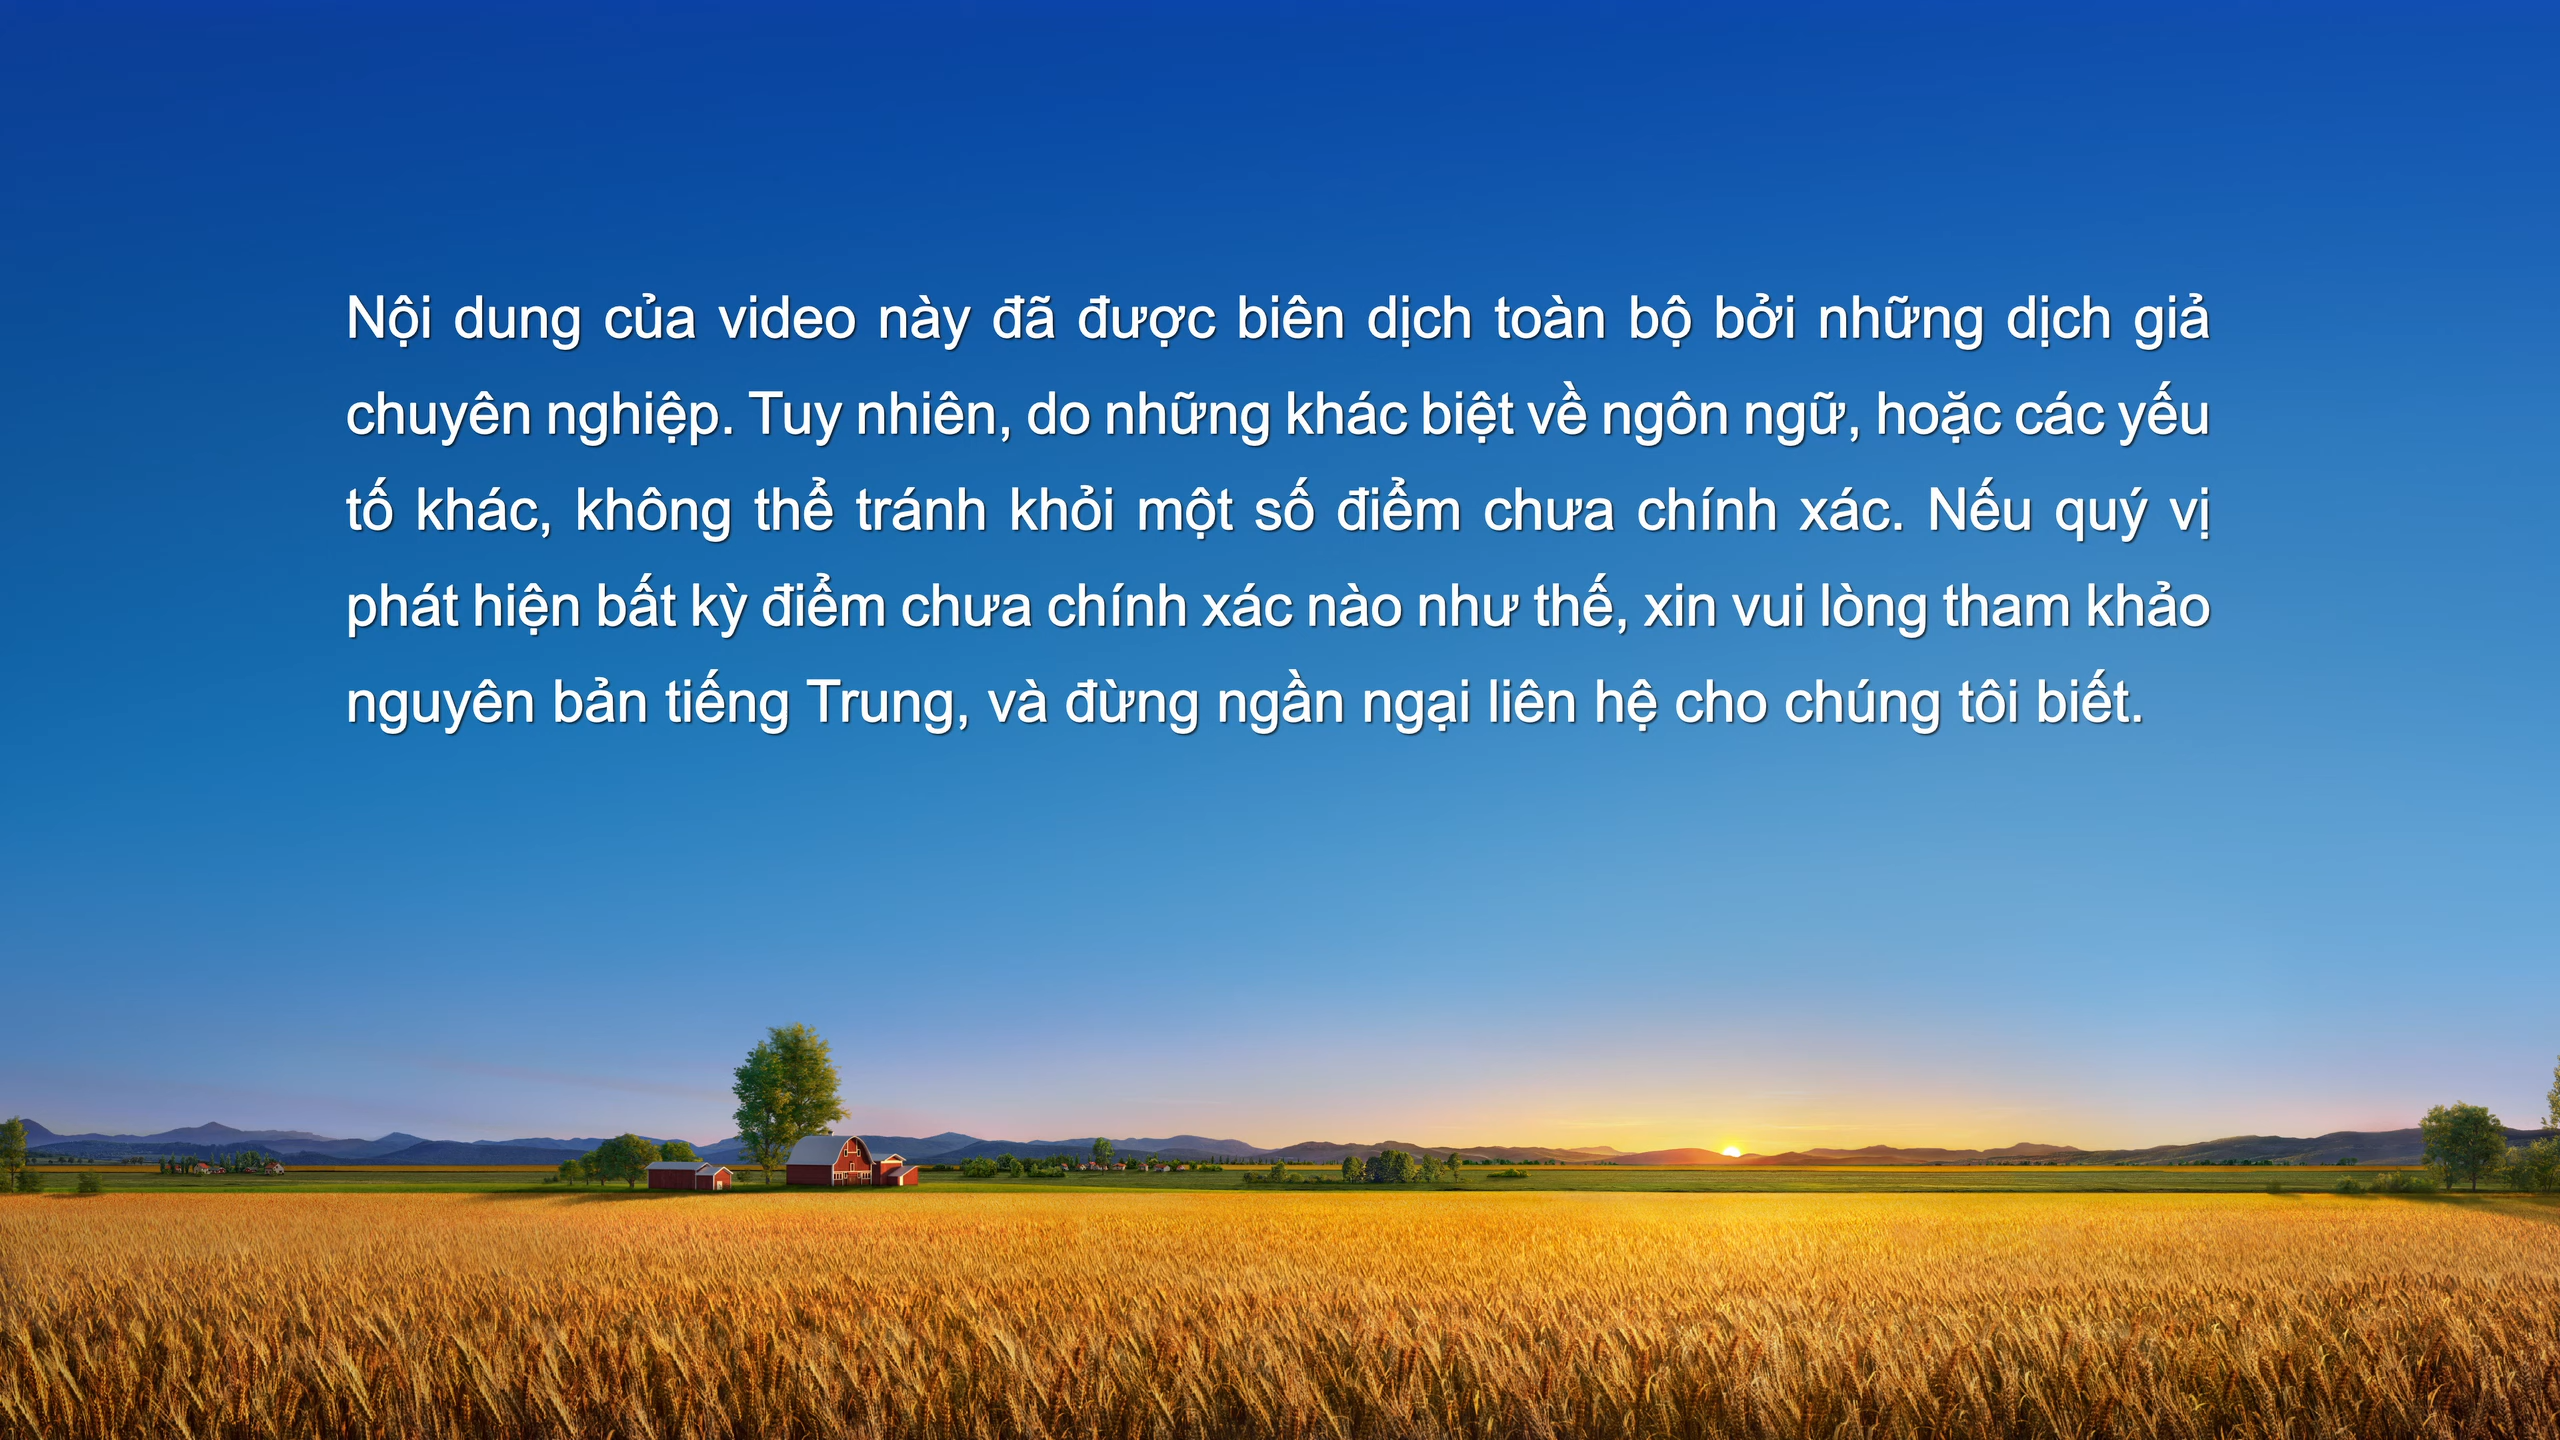 Nội dung của video này đã được biên dịch toàn bộ bởi những dịch giả
chuyên nghiệp. Tuy nhiên, do những khác biệt về ngôn ngữ, hoặc các yếu
tố khác, không thể tránh khỏi một số điểm chưa chính xác. Nếu quý vị
phát hiện bất kỳ điểm chưa chính xác nào như thế, xin vui lòng tham khảo
nguyên bản tiếng Trung, và đừng ngần ngại liên hệ cho chúng tôi biết.